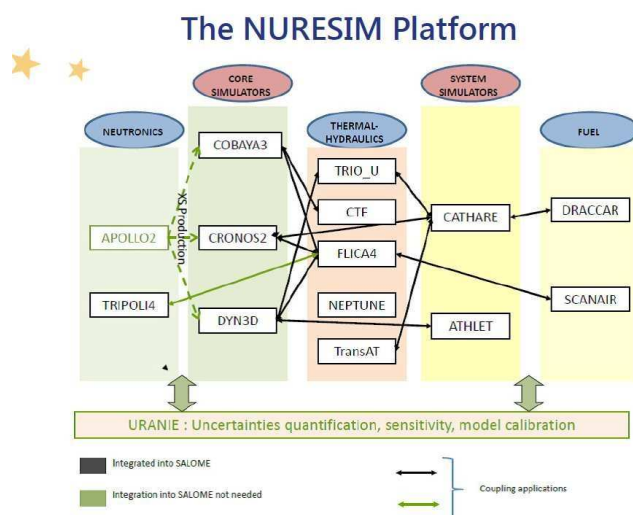 The NURESIM Platform
CORE
SIMULATORS
SYSTEM
SIMULATORS
NEUTRONICS
THERMAL-
HYDRAULICS
FUEL
COBAYA3
TRIO_U
CTF
CATHARE
DRACCAR
XS Production
APOLLO2
CRONOS2
FLICA4
TRIPOLI4
SCANAIR
NEPTUNE
DYN3D
ATHLET
TransAT
URANIE : Uncertainties quantification, sensitivity, model calibration
Integrated into SALOME
Integration into SALOME not needed
Coupling applications